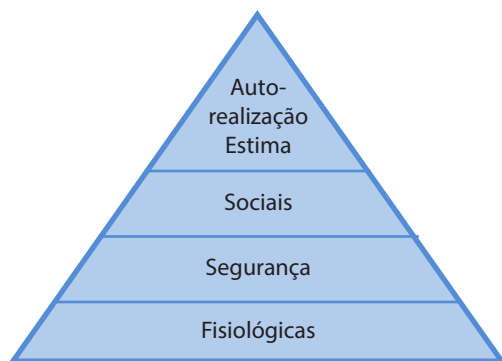 Auto-
realização
Estima
Sociais
Segurança
Fisiológicas